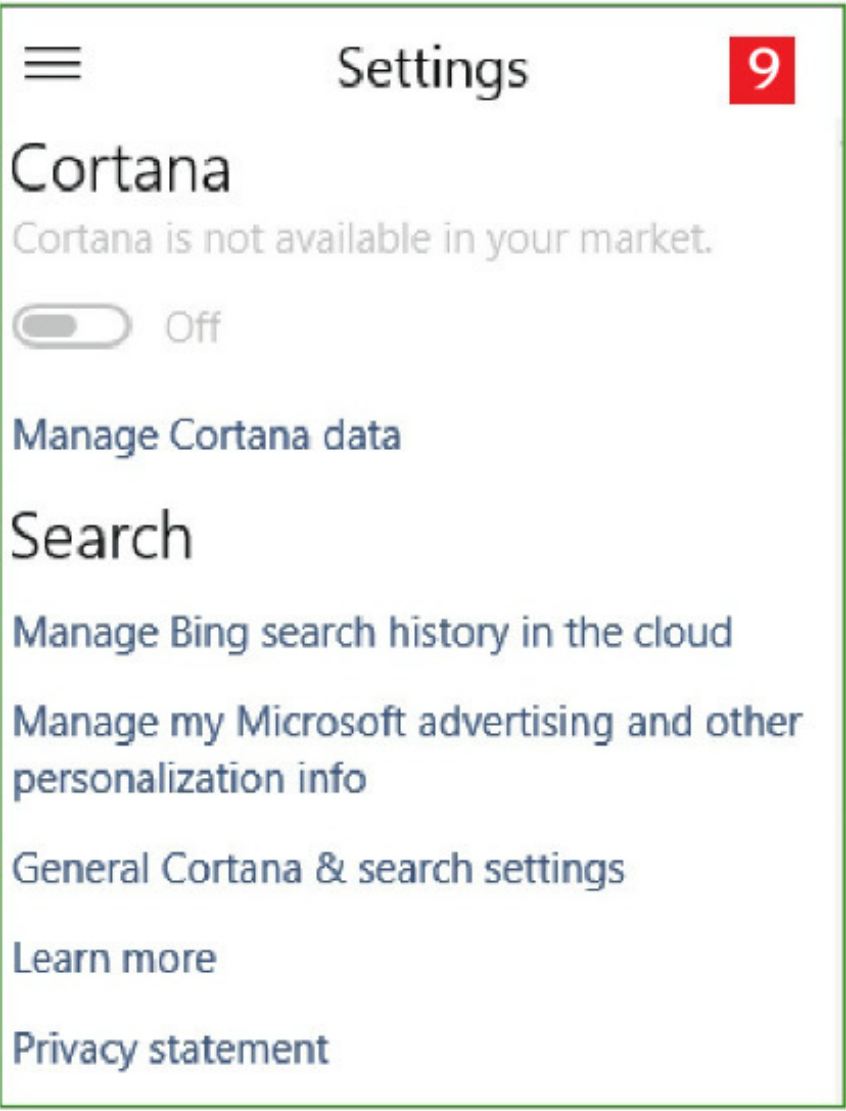 Settings
9
Cortana
Cortana is not available in your market.
Off
Manage Cortana data
Search
Manage Bing search history in the cloud
Manage my Microsoft advertising and other
personalization info
General Cortana & search settings
Learn more
Privacy statement